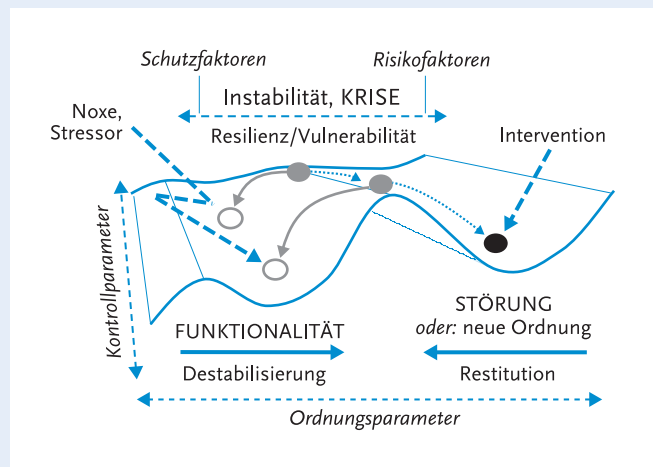 Schutzfaktoren
Risikofaktoren
Instabilität, KRISE
Noxe,
Stressor
Resilienz/Vulnerabilität
Intervention
Kontrollparameter
FUNKTIONALITÄT
STÖRUNG
oder: neue Ordnung
Destabilisierung
Restitution
Ordnungsparameter